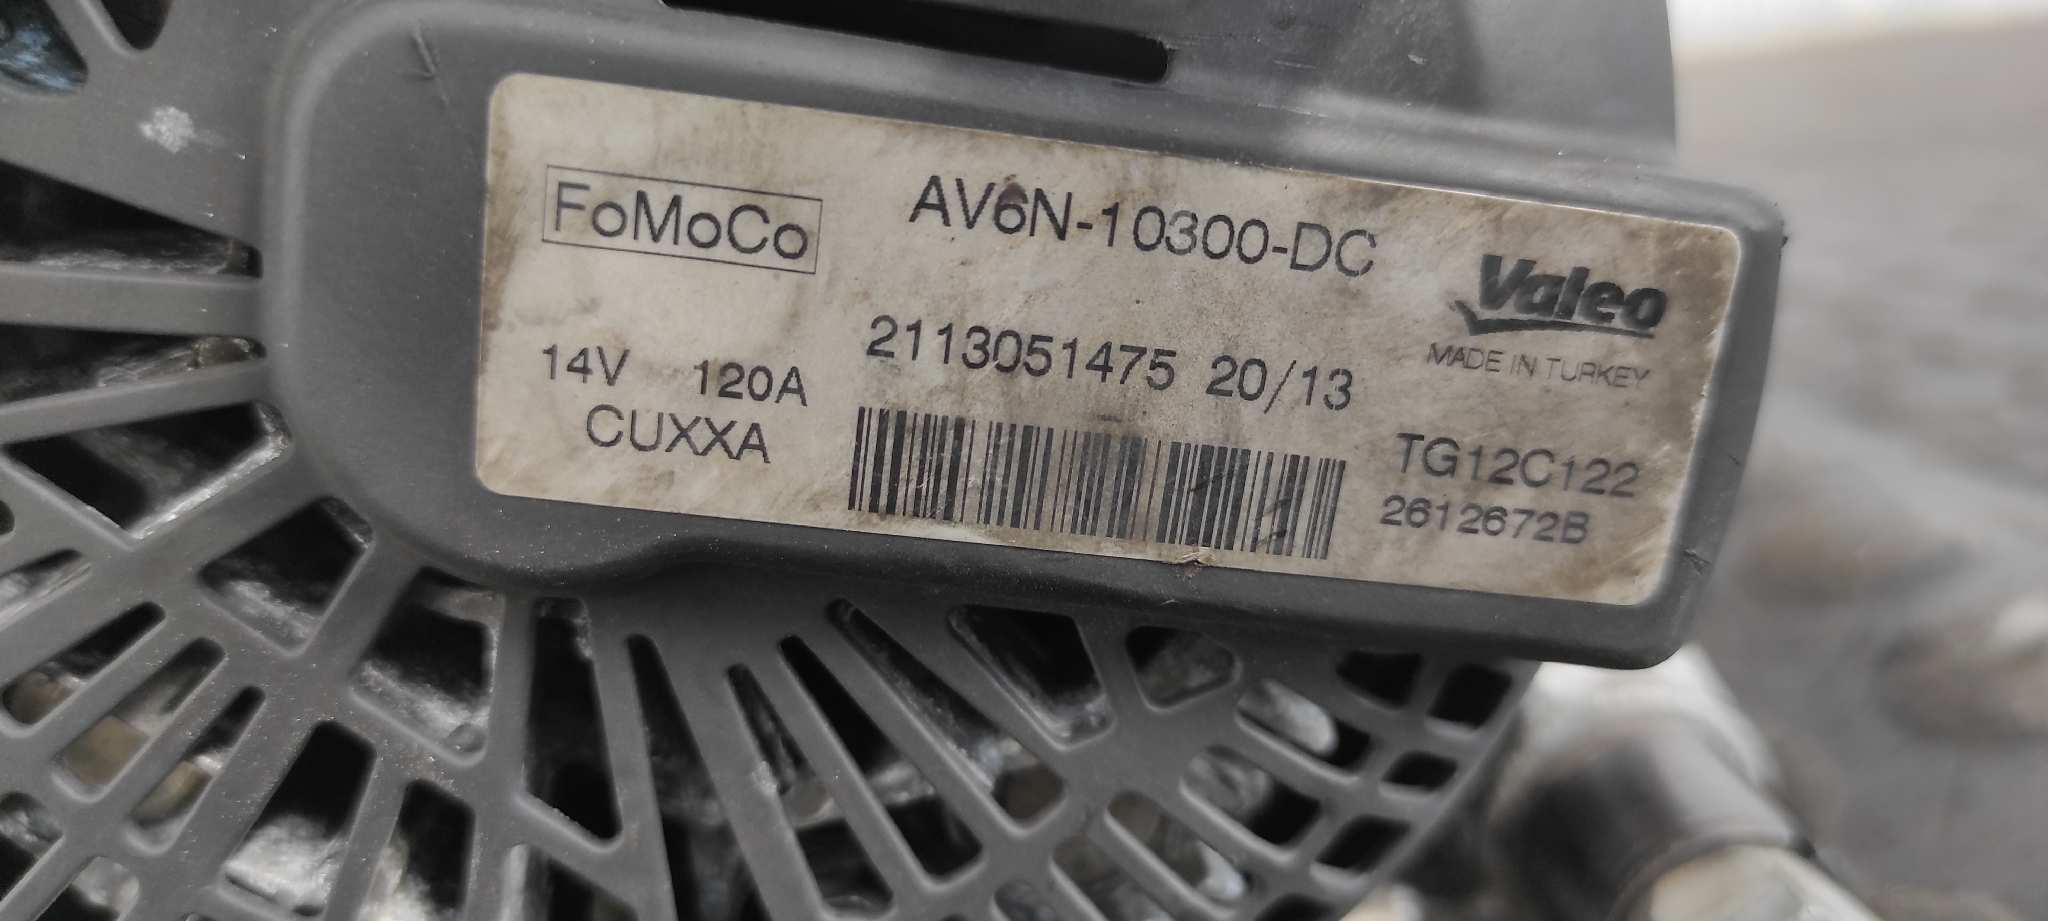 FoMoCo
AV6N-10300-DC
Valeo
MADE IN TURKEY
14V 120A
2113051475 20/13
CUXXA
TG12C122
2612672B